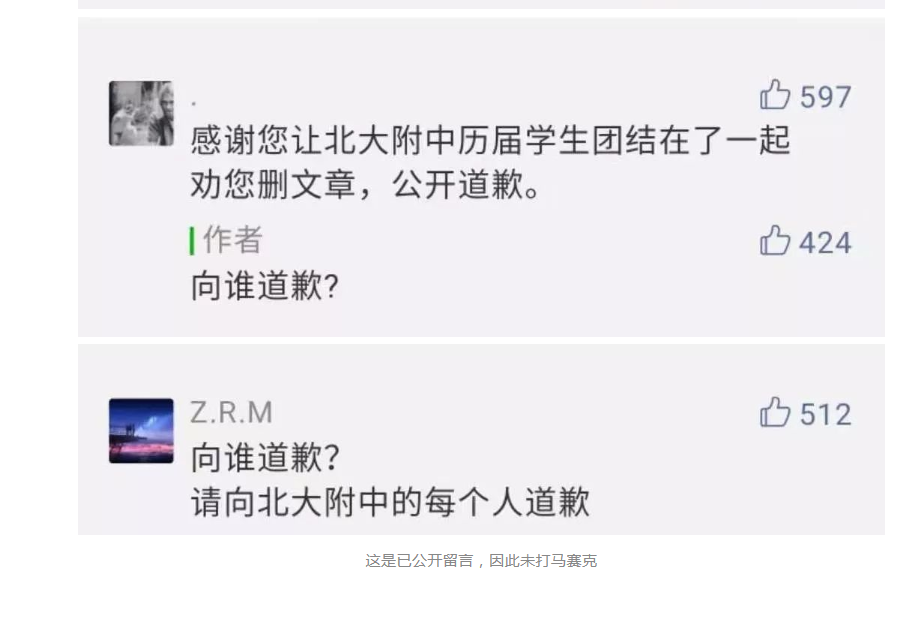 .
597
感谢您让北大附中历届学生团结在了一起
劝您删文章，公开道歉。
作者
424
向谁道歉?
Z.R.M
512
向谁道歉？
请向北大附中的每个人道歉
这是已公开留言，因此未打马赛克